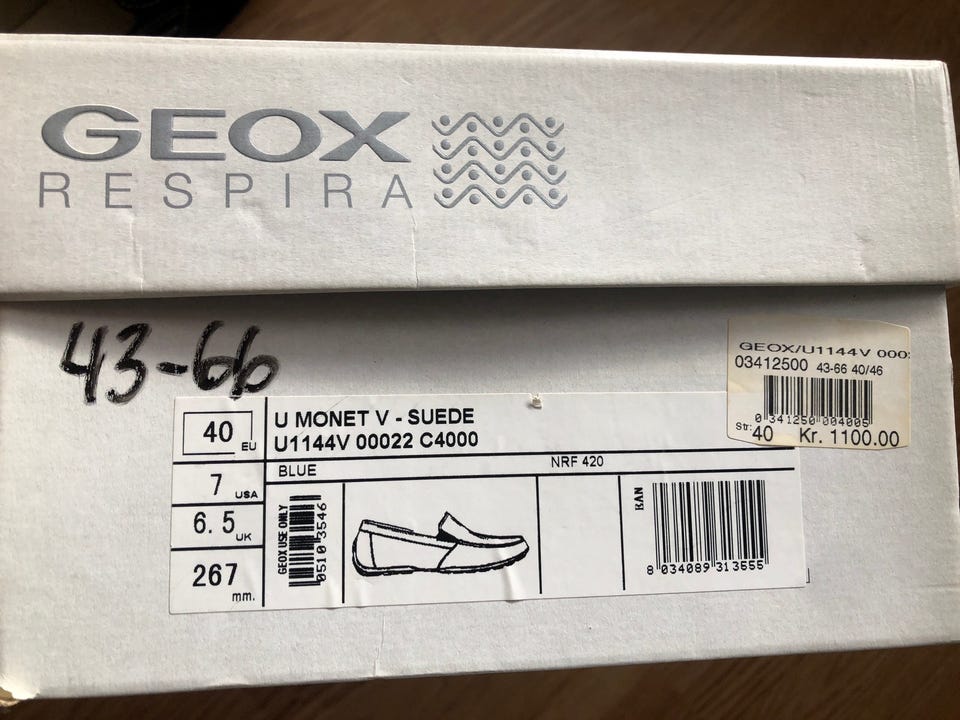 GEOX
RESPIRA
43-66
GEOX/U1144V 000
03412500 43-66 40/46
0 341250 004005
Str: 40 Kr. 1100.00
40 EU
U MONET V - SUEDE
U1144V 00022 C4000
7 USA
BLUE
NRF 420
6.5 UK
267 mm.
GEOX USE ONLY
0510 3546
EAN
8 034089 313555